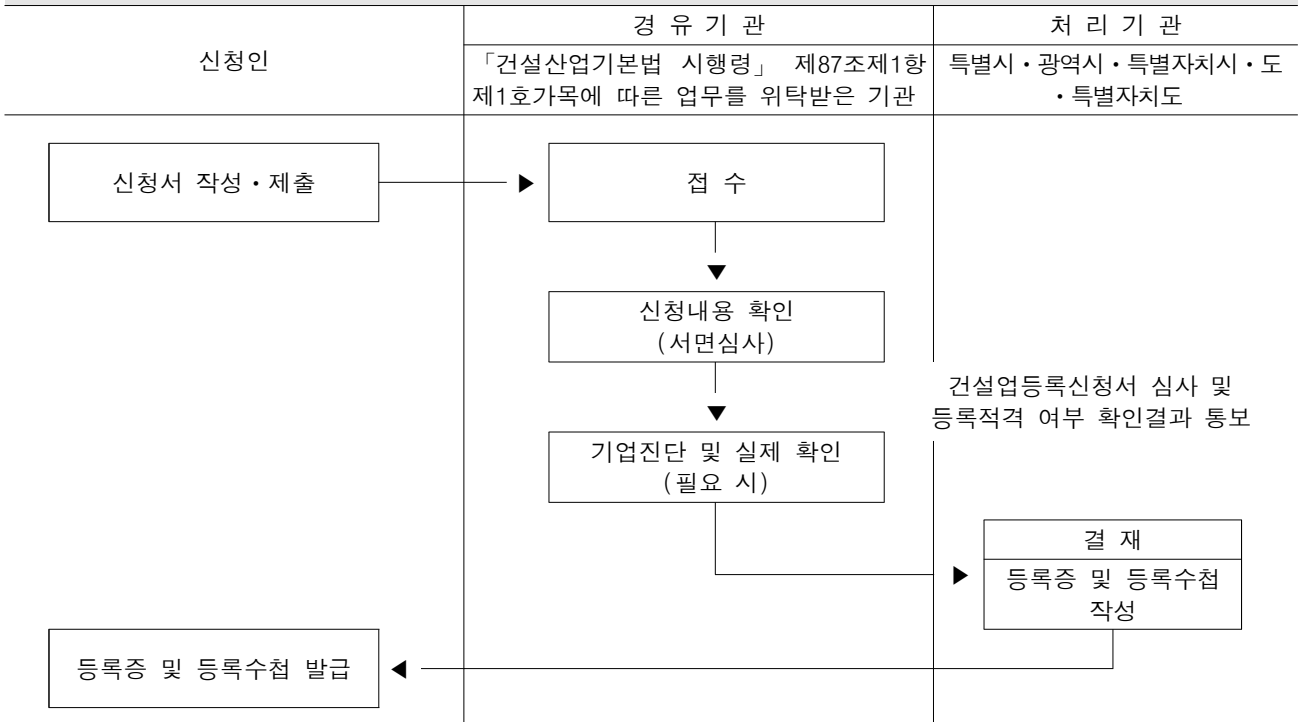 신청인
경 유 기 관
처 리 기 관
「건설산업기본법 시행령」 제87조제1항
제1호가목에 따른 업무를 위탁받은 기관
특별시・광역시・특별자치시・도
・특별자치도
신청서 작성・제출
접 수
신청내용 확인
(서면심사)
건설업등록신청서 심사 및
등록적격 여부 확인결과 통보
기업진단 및 실제 확인
(필요 시)
결 재
등록증 및 등록수첩
작성
등록증 및 등록수첩 발급